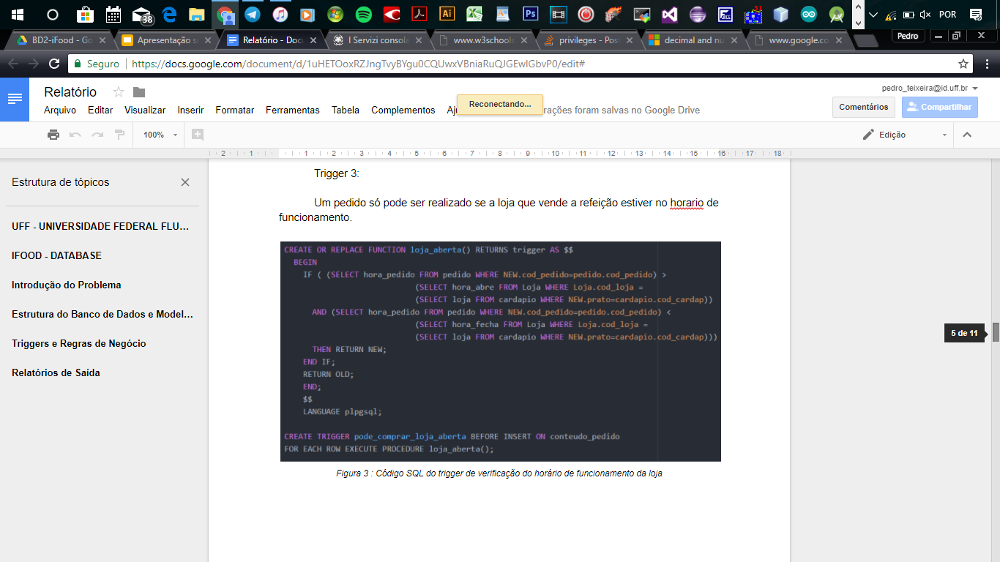 38
POR
BD2-iFood - Go
Apresentação s
Relatório - Doc
I Servizi consola
www.w3schools
privileges - Post
decimal and nu
www.google.co
Pedro
Seguro
https://docs.google.com/document/d/1uHETOoxRZJngTvyBYgu0CQUwxVBniaRuQJGEwIGbvP0/edit#
Relatório
pedro_teixeira@id.uff.br
Arquivo Editar Visualizar Inserir Formatar Ferramentas Tabela Complementos Aju
Reconectando...
rações foram salvas no Google Drive
Comentários
Compartilhar
100%
Edição
2 1 1 2 3 4 5 6 7 8 9 10 11 12 13 14 15 16 17 18
Estrutura de tópicos
UFF - UNIVERSIDADE FEDERAL FLU...
IFOOD - DATABASE
Introdução do Problema
Estrutura do Banco de Dados e Model...
Triggers e Regras de Negócio
Relatórios de Saída
Trigger 3:
Um pedido só pode ser realizado se a loja que vende a refeição estiver no horario de
funcionamento.
CREATE OR REPLACE FUNCTION loja_aberta() RETURNS trigger AS $$
BEGIN
IF ( (SELECT hora_pedido FROM pedido WHERE NEW.cod_pedido=pedido.cod_pedido) >
(SELECT hora_abre FROM Loja WHERE Loja.cod_loja =
(SELECT loja FROM cardapio WHERE NEW.prato=cardapio.cod_cardap))
AND (SELECT hora_pedido FROM pedido WHERE NEW.cod_pedido=pedido.cod_pedido) <
(SELECT hora_fecha FROM Loja WHERE Loja.cod_loja =
(SELECT loja FROM cardapio WHERE NEW.prato=cardapio.cod_cardap)))
THEN RETURN NEW;
END IF;
RETURN OLD;
END;
$$
LANGUAGE plpgsql;
CREATE TRIGGER pode_comprar_loja_aberta BEFORE INSERT ON conteudo_pedido
FOR EACH ROW EXECUTE PROCEDURE loja_aberta();
Figura 3 : Código SQL do trigger de verificação do horário de funcionamento da loja
5 de 11